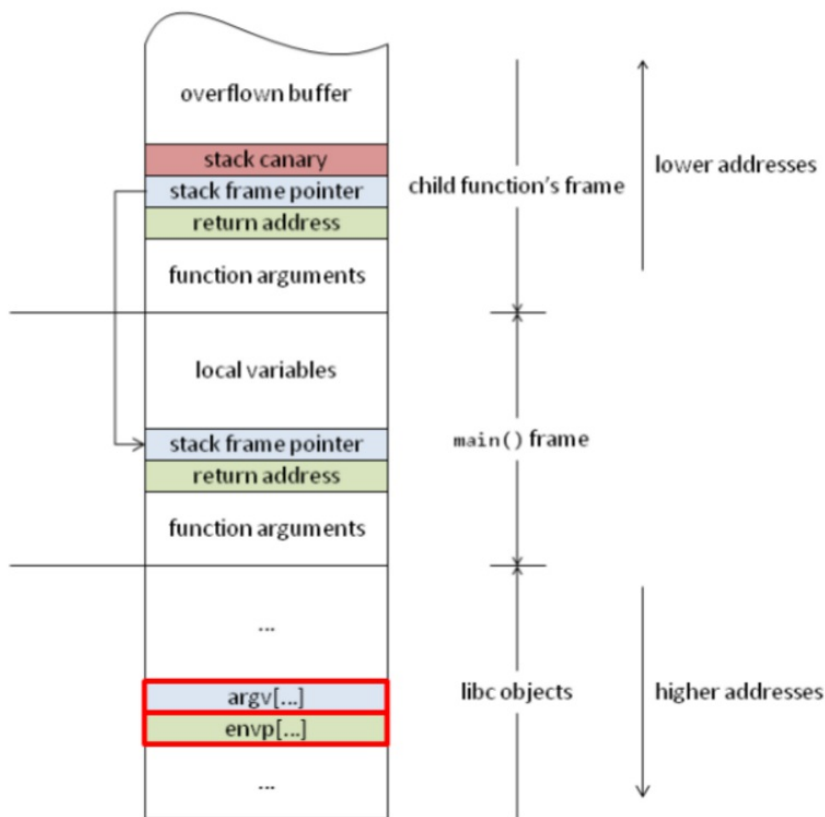 overflown buffer
stack canary
stack frame pointer
return address
function arguments
child function's frame
lower addresses
local variables
stack frame pointer
return address
function arguments
main() frame
...
argv[...]
envp[...]
...
libc objects
higher addresses